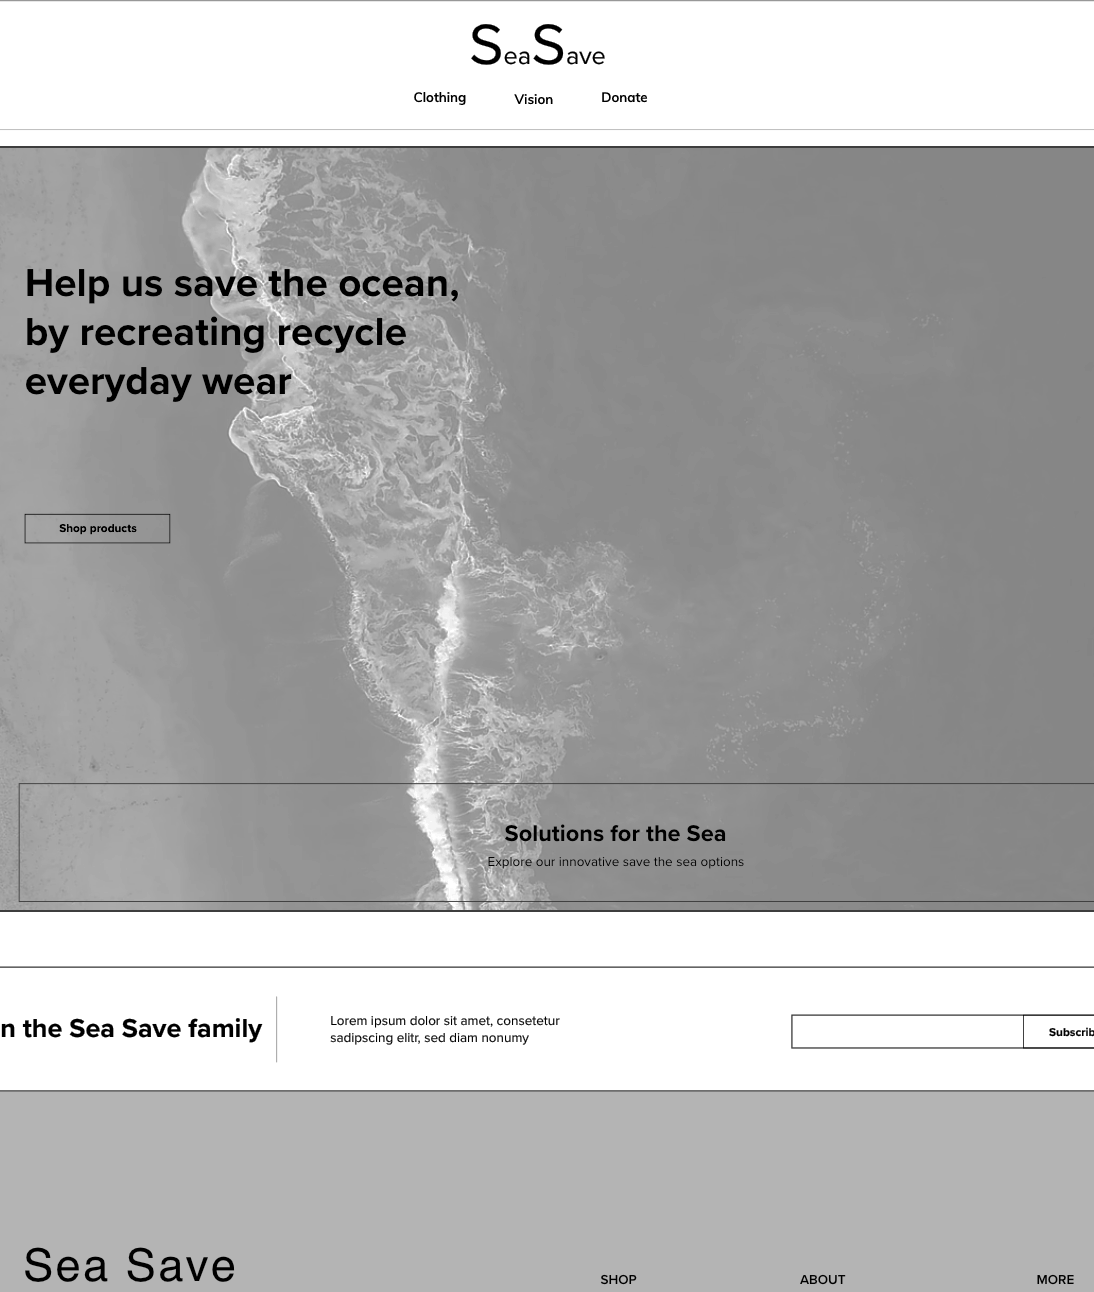 SeaSave
Clothing Vision Donate
Help us save the ocean,
by recreating recycle
everyday wear
Shop products
Solutions for the Sea
Explore our innovative save the sea options
n the Sea Save family
Lorem ipsum dolor sit amet, consetetur
sadipscing elitr, sed diam nonumy
Subscrib
Sea Save
SHOP ABOUT MORE